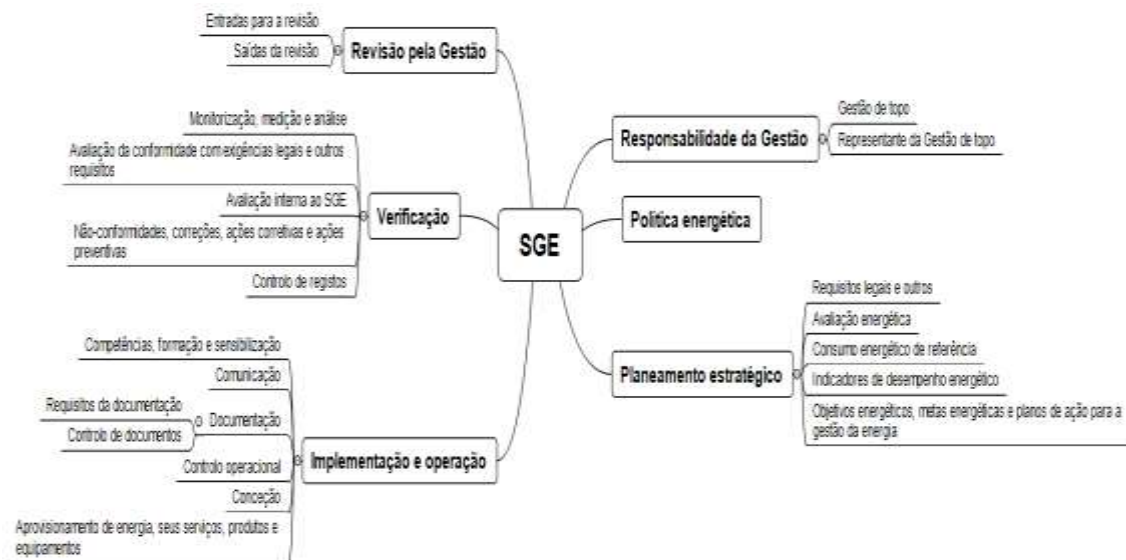 Entradas para a revisão
Saídas da revisão
Revisão pela Gestão
Monitorização, medição e análise
Avaliação da conformidade com exigências legais e outros
requisitos
Avaliação interna ao SGE
Não-conformidades, correções, ações corretivas e ações
preventivas
Controlo de registos
Verificação
Competências, formação e sensibilização
Comunicação
Requisitos da documentação
Controlo de documentos
Documentação
Controlo operacional
Conceção
Aprovisionamento de energia, seus serviços, produtos e
equipamentos
Implementação e operação
SGE
Responsabilidade da Gestão
Gestão de topo
Representante da Gestão de topo
Política energética
Planeamento estratégico
Requisitos legais e outros
Avaliação energética
Consumo energético de referência
Indicadores de desempenho energético
Objetivos energéticos, metas energéticas e planos de ação para a
gestão da energia